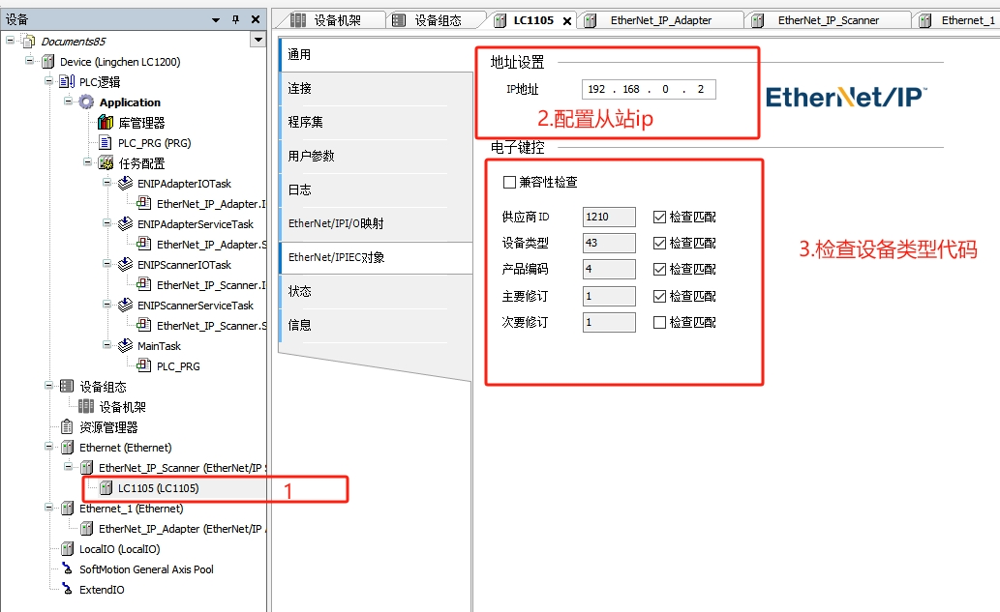 设备
Documents85
Device (Lingchen LC1200)
PLC逻辑
Application
库管理器
PLC_PRG (PRG)
任务配置
ENIPAdapterIOTask
EtherNet_IP_Adapter.I
ENIPAdapterServiceTask
EtherNet_IP_Adapter.S
ENIPScannerIOTask
EtherNet_IP_Scanner.I
ENIPScannerServiceTask
EtherNet_IP_Scanner.S
MainTask
PLC_PRG
设备组态
设备机架
资源管理器
Ethernet (Ethernet)
EtherNet_IP_Scanner (EtherNet/IP S
LC1105 (LC1105)
1
Ethernet_1 (Ethernet)
EtherNet_IP_Adapter (EtherNet/IP A
LocalIO (LocalIO)
SoftMotion General Axis Pool
ExtendIO
设备机架 设备组态 LC1105 EtherNet_IP_Adapter EtherNet_IP_Scanner Ethernet_1
通用
连接
程序集
用户参数
日志
EtherNet/IPI/O映射
EtherNet/IPIEC对象
状态
信息
地址设置
IP地址 192 . 168 . 0 . 2
2.配置从站ip
EtherNet/IP™
电子键控
兼容性检查
供应商ID 1210 检查匹配
设备类型 43 检查匹配
产品编码 4 检查匹配
主要修订 1 检查匹配
次要修订 1 检查匹配
3.检查设备类型代码